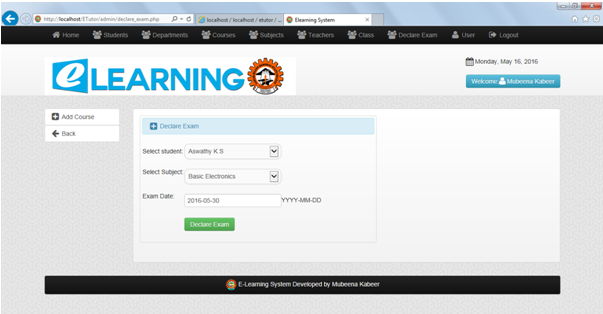 http://localhost/ETutor/admin/declare_exam.php
localhost / localhost / etutor / ...
Elearning System
Home Students Departments Courses Subjects Teachers Class Declare Exam User Logout
eLEARNING
Monday, May 16, 2016
Welcome Mubeena Kabeer
Add Course
Back
Declare Exam
Select student: Aswathy K S
Select Subject: Basic Electronics
Exam Date: 2016-05-30 YYYY-MM-DD
Declare Exam
E-Learning System Developed by Mubeena Kabeer